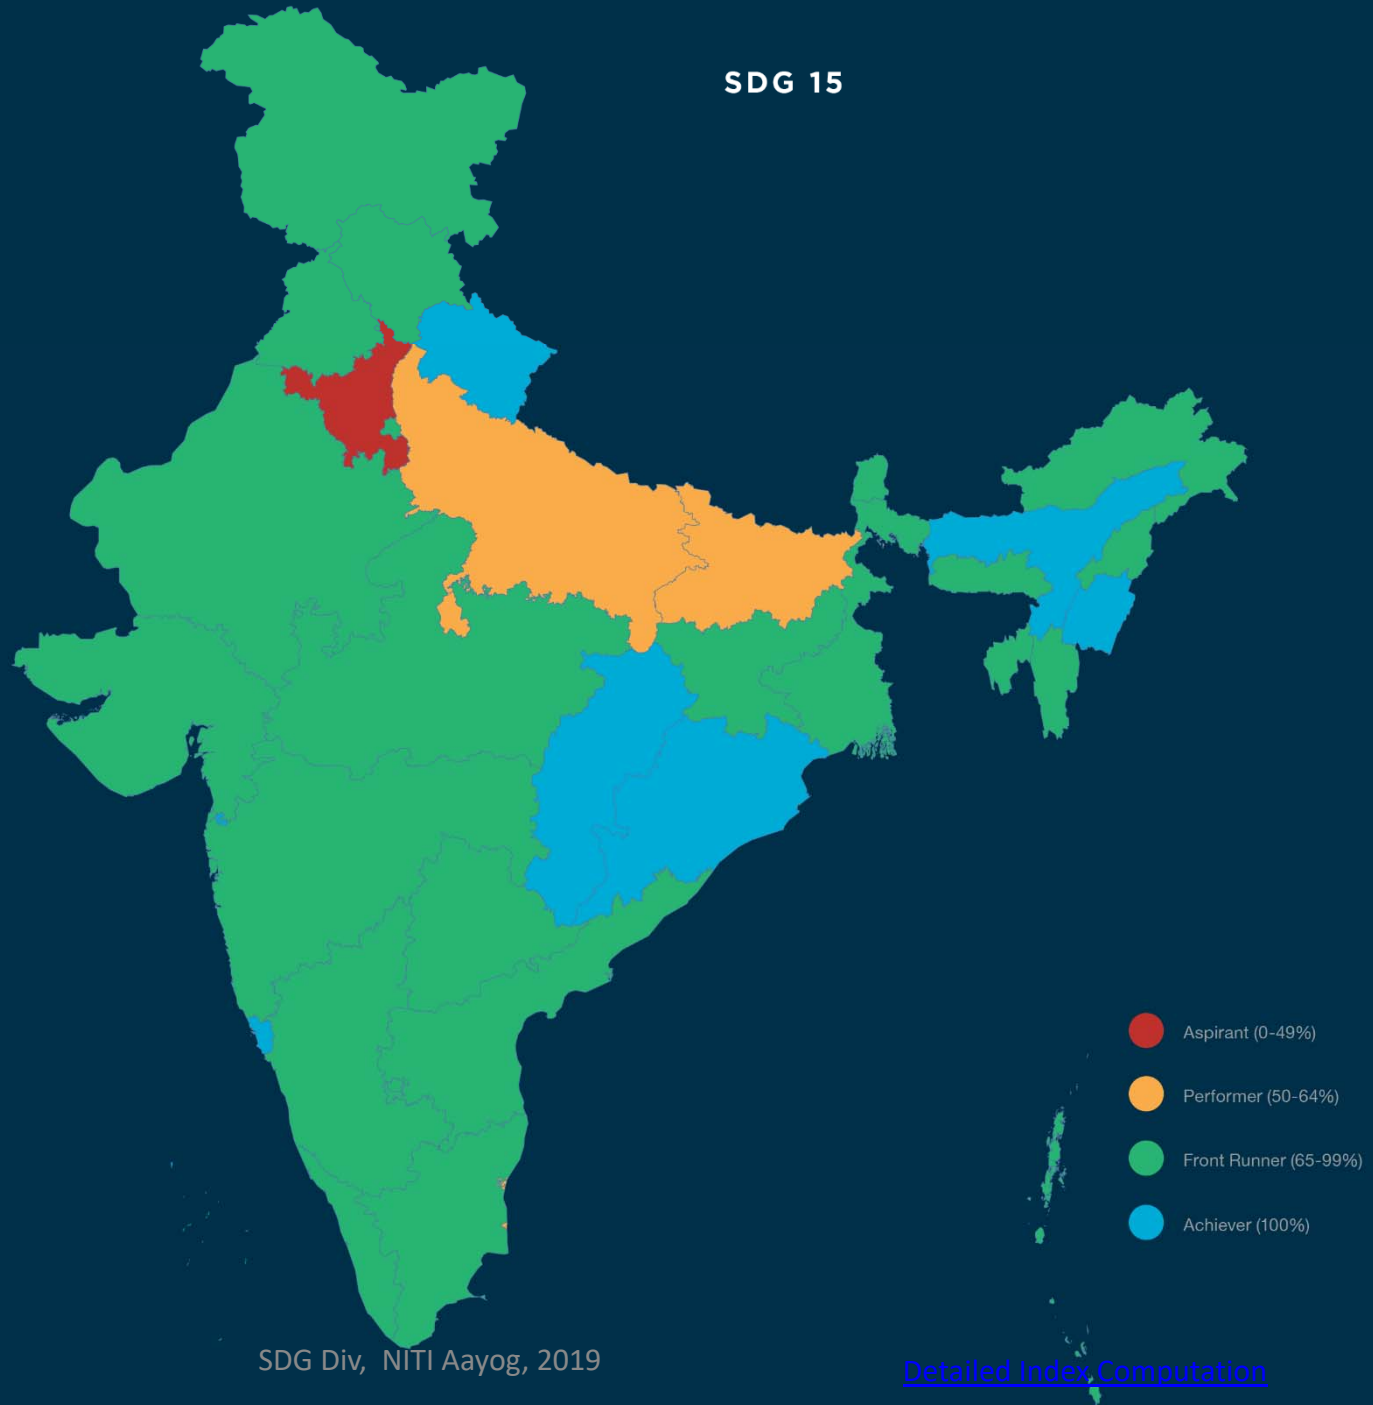 SDG 15
Aspirant (0-49%)
Performer (50-64%)
Front Runner (65-99%)
Achiever (100%)
SDG Div, NITI Aayog, 2019
Detailed Index Computation